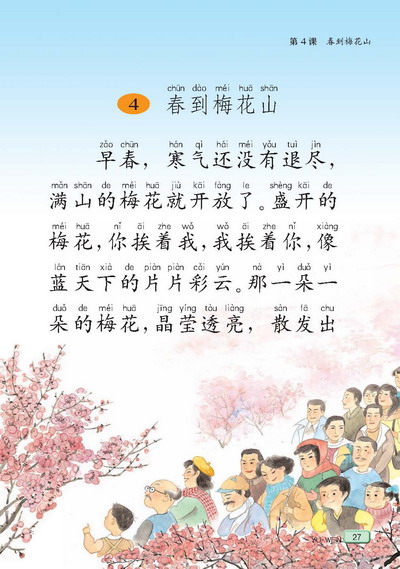 第4课 春到梅花山
chūn dào méi huā shān
4 春到梅花山
zǎo chūn hán qì hái méi yǒu tuì jìn
早春，寒气还没有退尽，
mǎn shān de méi huā jiù kāi fàng le shèng kāi de
满山的梅花就开放了。盛开的
méi huā nǐ āi zhe wǒ wǒ āi zhe nǐ xiàng
梅花，你挨着我，我挨着你，像
lán tiān xià de piàn piàn cǎi yún nà yì duǒ yì
蓝天下的片片彩云。那一朵一
duǒ de méi huā jīng yíng tòu liàng sàn fā chū
朵的梅花，晶莹透亮，散发出
YUWEN 27